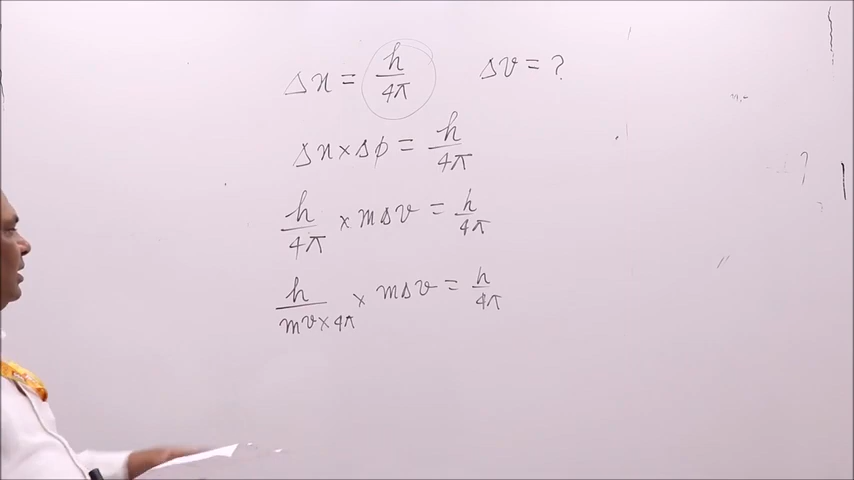 Δx = h/4π    Δv = ?
Δx × Δp = h/4π
h/4π × mΔv = h/4π
h/mv×4π × mΔv = h/4π